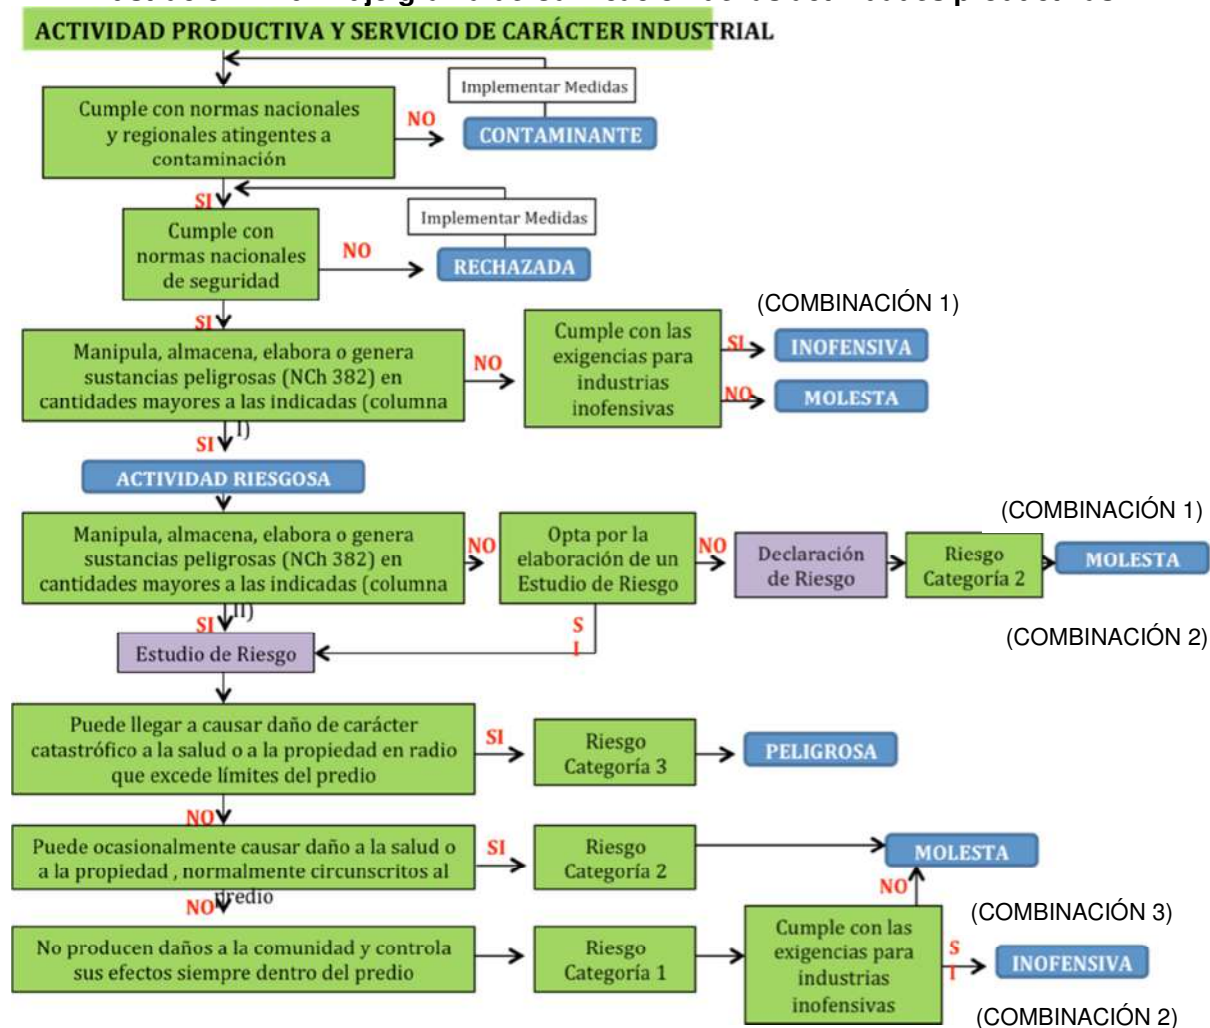 ACTIVIDAD PRODUCTIVA Y SERVICIO DE CARÁCTER INDUSTRIAL
Implementar Medidas
Cumple con normas nacionales
y regionales atingentes a
contaminación
NO
CONTAMINANTE
SI
Implementar Medidas
Cumple con
normas nacionales
de seguridad
NO
RECHAZADA
SI
(COMBINACIÓN 1)
Manipula, almacena, elabora o genera
sustancias peligrosas (NCh 382) en
cantidades mayores a las indicadas (columna
I)
NO
Cumple con las
exigencias para
industrias
inofensivas
SI
INOFENSIVA
NO
MOLESTA
SI
ACTIVIDAD RIESGOSA
(COMBINACIÓN 1)
Manipula, almacena, elabora o genera
sustancias peligrosas (NCh 382) en
cantidades mayores a las indicadas (columna
II)
NO
Opta por la
elaboración de un
Estudio de Riesgo
NO
Declaración
de Riesgo
Riesgo
Categoría 2
MOLESTA
(COMBINACIÓN 2)
SI
S
I
Estudio de Riesgo
Puede llegar a causar daño de carácter
catastrófico a la salud o a la propiedad en radio
que excede límites del predio
SI
Riesgo
Categoría 3
PELIGROSA
NO
Puede ocasionalmente causar daño a la salud o
a la propiedad , normalmente circunscritos al
predio
SI
Riesgo
Categoría 2
MOLESTA
NO
NO
(COMBINACIÓN 3)
No producen daños a la comunidad y controla
sus efectos siempre dentro del predio
Riesgo
Categoría 1
Cumple con las
exigencias para
industrias
inofensivas
S
I
INOFENSIVA
(COMBINACIÓN 2)